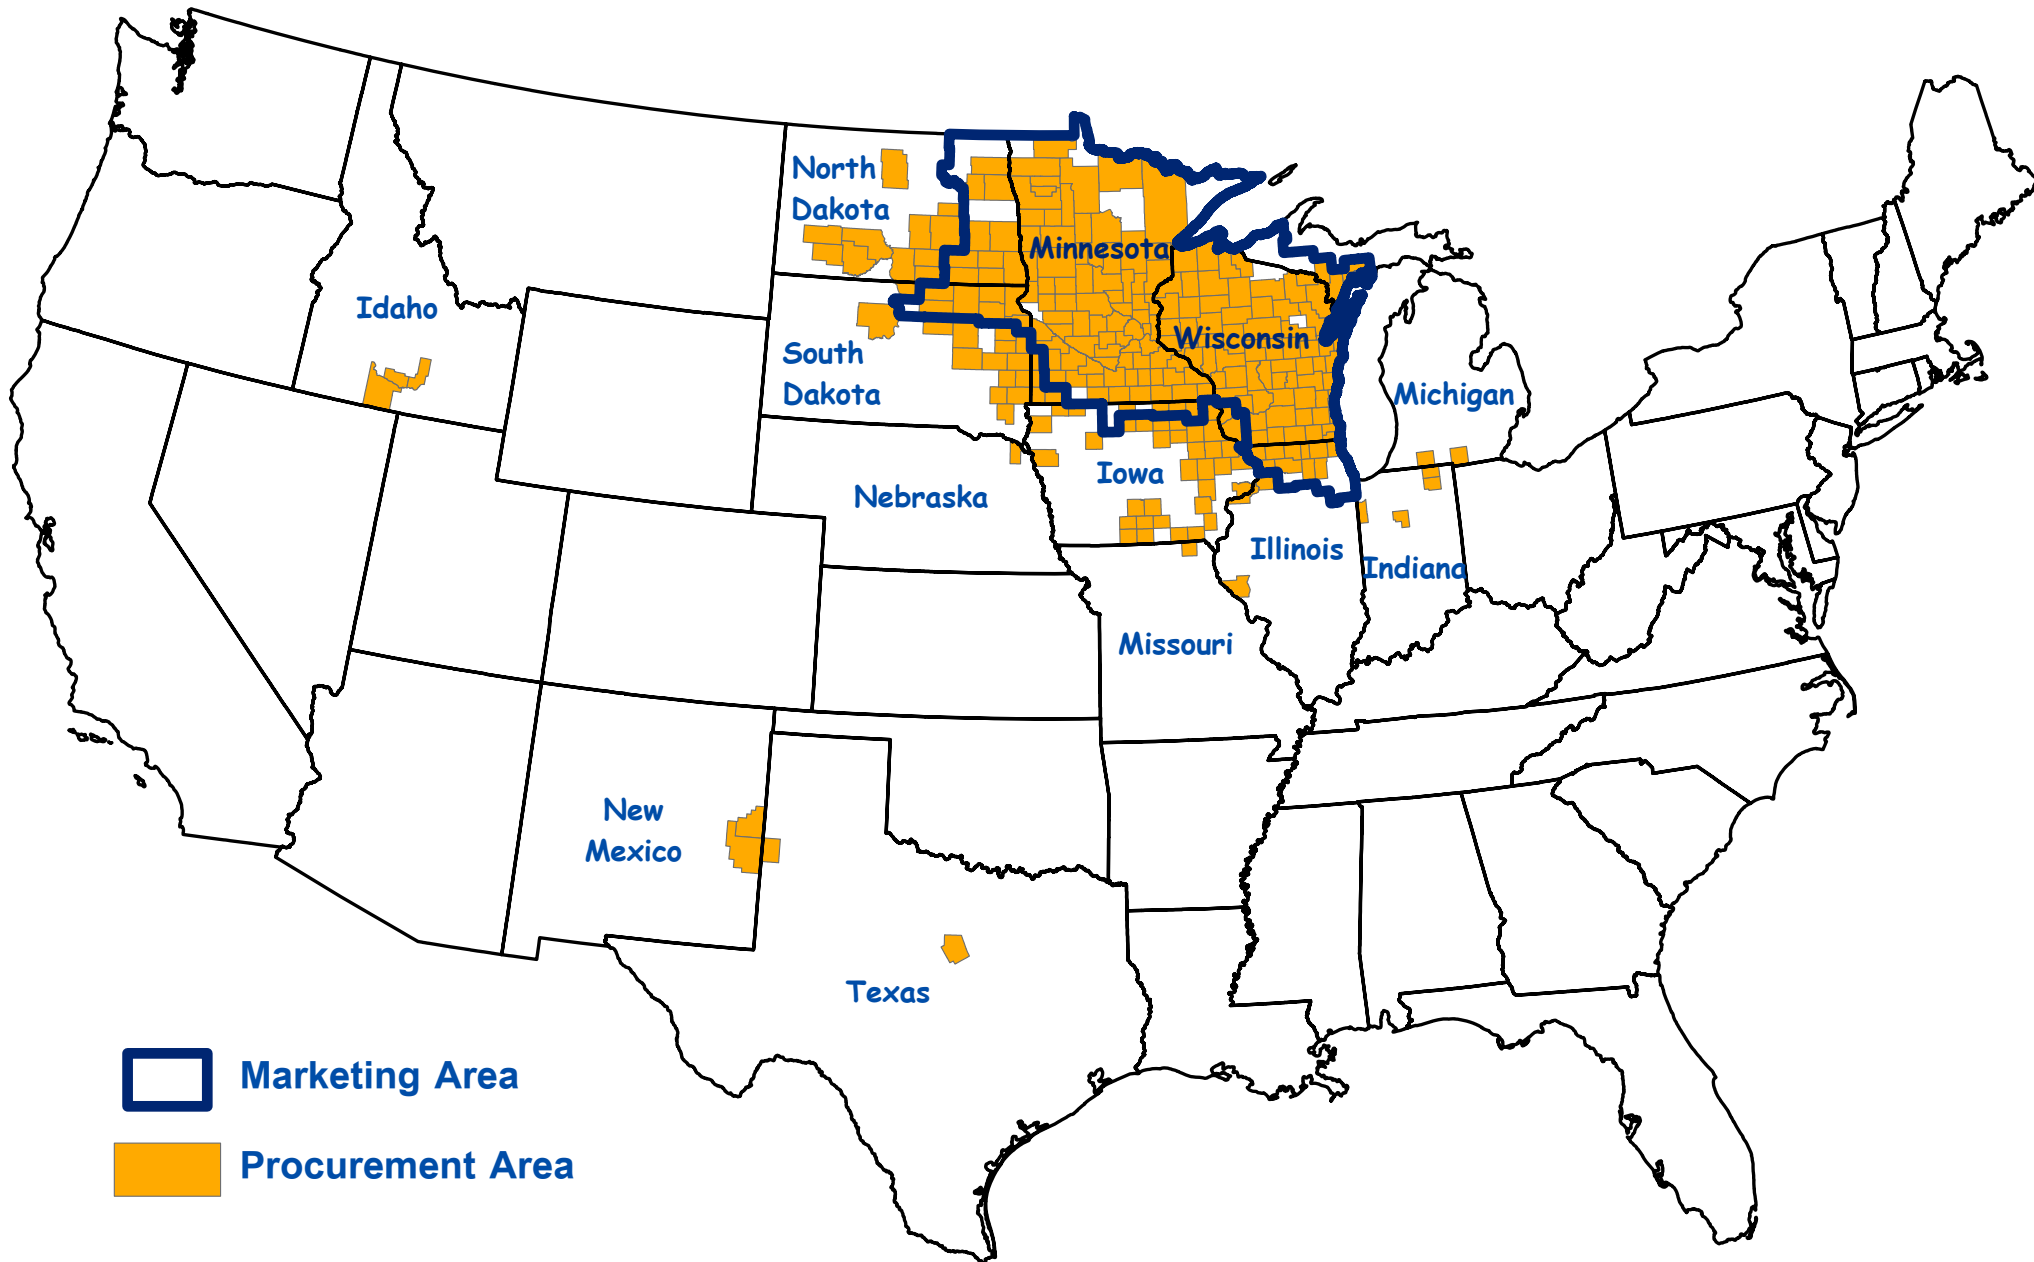 North
Dakota
Minnesota
Idaho
Wisconsin
South
Dakota
Michigan
Iowa
Nebraska
Illinois
Indiana
Missouri
New
Mexico
Texas
Marketing Area
Procurement Area